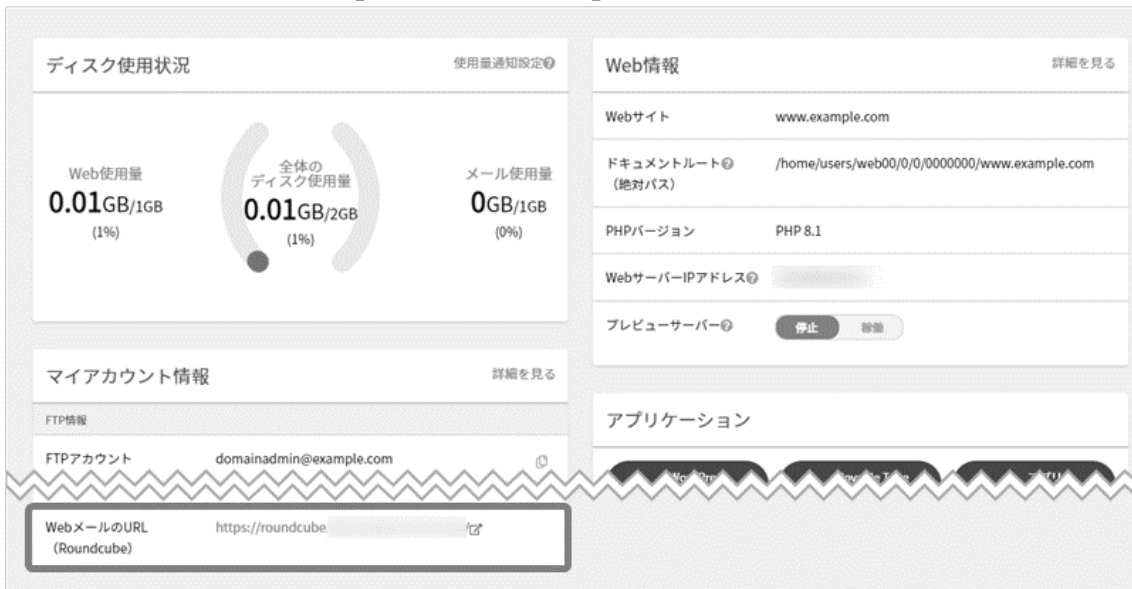 ディスク使用状況
使用量通知設定
Web使用量
0.01GB/1GB
(1%)
全体の
ディスク使用量
0.01GB/2GB
(1%)
メール使用量
0GB/1GB
(0%)
マイアカウント情報
詳細を見る
FTP情報
FTPアカウント
domainadmin@example.com
WebメールのURL
（Roundcube）
https://roundcube.
Web情報
詳細を見る
Webサイト
www.example.com
ドキュメントルート
（絶対パス）
/home/users/web00/0/0/0000000/www.example.com
PHPバージョン
PHP 8.1
WebサーバーIPアドレス
プレビューサーバー
停止
稼働
アプリケーション